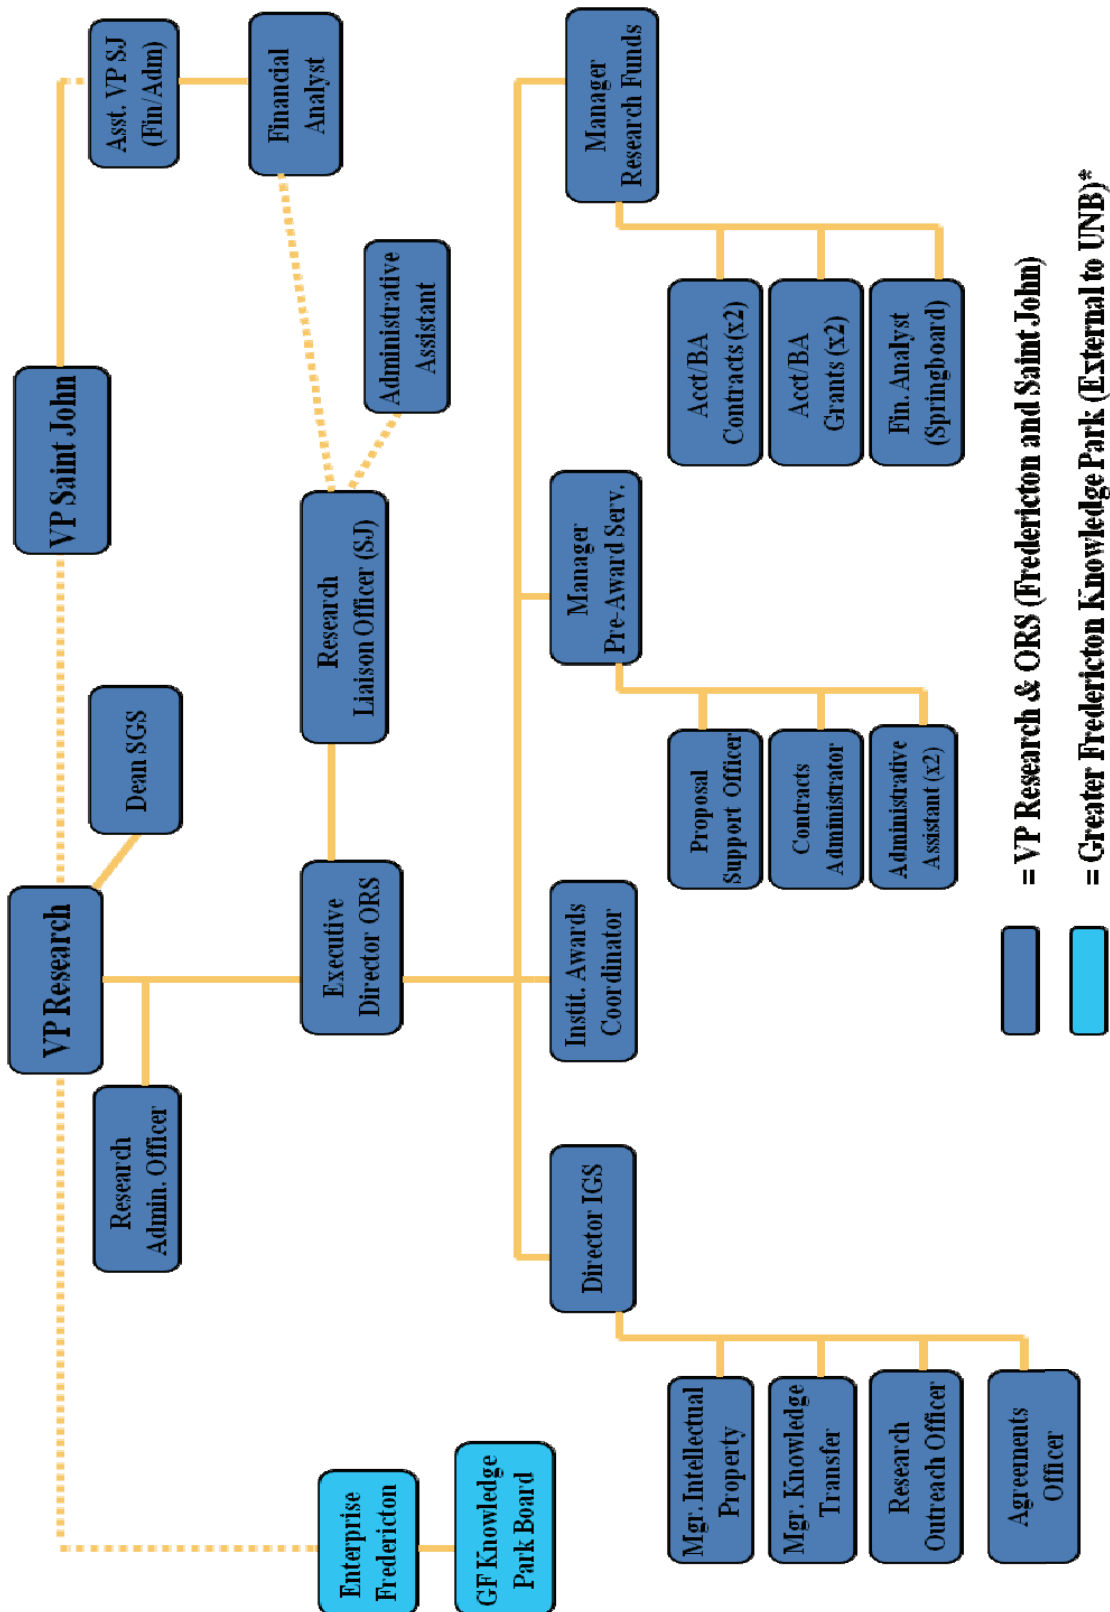 VP Research
VP Saint John
Dean SGS
Research
Admin. Officer
Asst. VP SJ
(Fin/Adm)
Financial
Analyst
Enterprise
Fredericton
GF Knowledge
Park Board
Executive
Director ORS
Research
Liaison Officer (SJ)
Administrative
Assistant
Director IGS
Instit. Awards
Coordinator
Manager
Pre-Award Serv.
Manager
Research Funds
Mgr. Intellectual
Property
Mgr. Knowledge
Transfer
Research
Outreach Officer
Agreements
Officer
Proposal
Support Officer
Contracts
Administrator
Administrative
Assistant (x2)
Acct/BA
Contracts (x2)
Acct/BA
Grants (x2)
Fin. Analyst
(Springboard)
= VP Research & ORS (Fredericton and Saint John)
= Greater Fredericton Knowledge Park (External to UNB)*